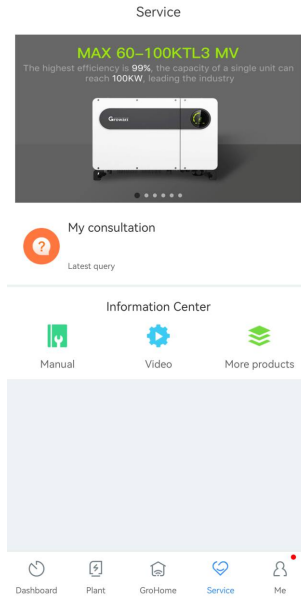 Service
MAX 60-100KTL3 MV
The highest efficiency is 99%, the capacity of a single unit can
reach 100KW, leading the industry
Growatt
My consultation
Latest query
Information Center
Manual Video More products
Dashboard Plant GroHome Service Me